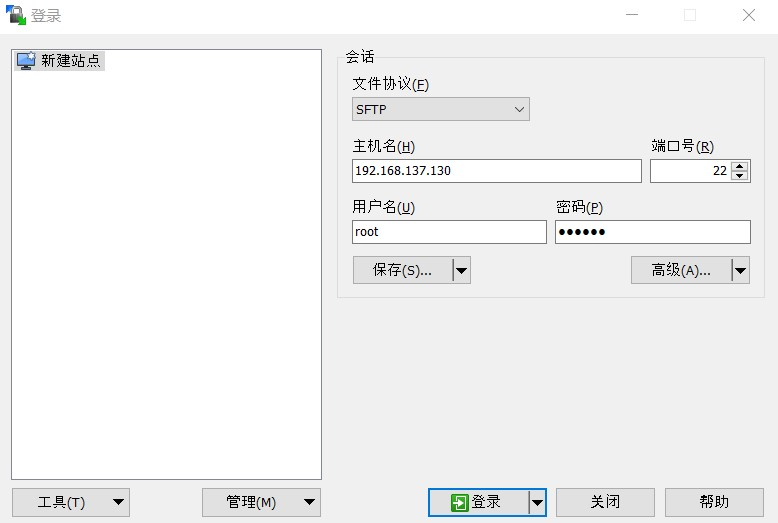 登录
新建站点
会话
文件协议(F)
SFTP
主机名(H) 端口号(R)
192.168.137.130 22
用户名(U) 密码(P)
root ●●●●●●
保存(S)... 高级(A)...
工具(T) 管理(M) 登录 关闭 帮助